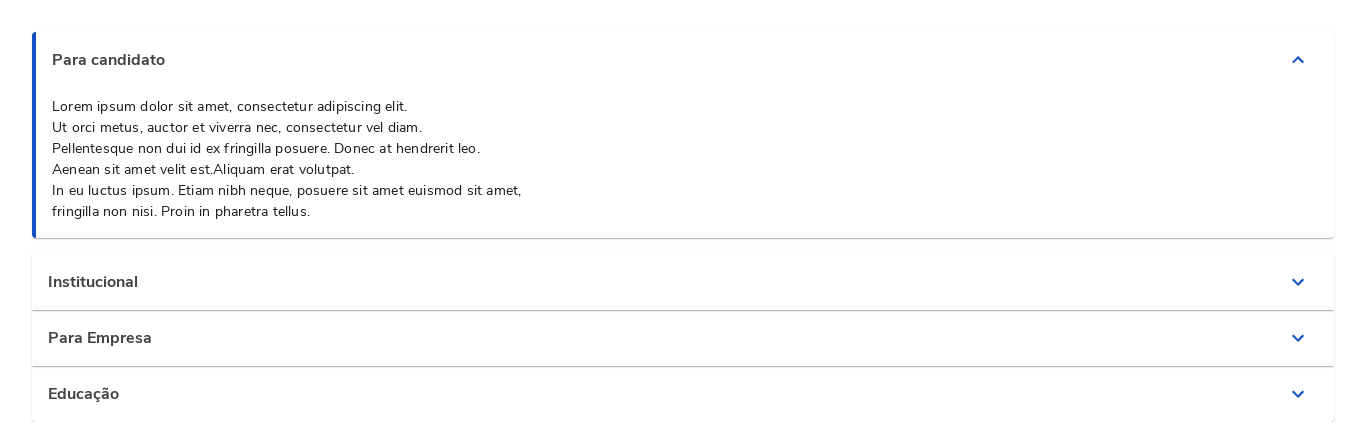 Para candidato
Lorem ipsum dolor sit amet, consectetur adipiscing elit.
Ut orci metus, auctor et viverra nec, consectetur vel diam.
Pellentesque non dui id ex fringilla posuere. Donec at hendrerit leo.
Aenean sit amet velit est.Aliquam erat volutpat.
In eu luctus ipsum. Etiam nibh neque, posuere sit amet euismod sit amet,
fringilla non nisi. Proin in pharetra tellus.
Institucional
Para Empresa
Educação